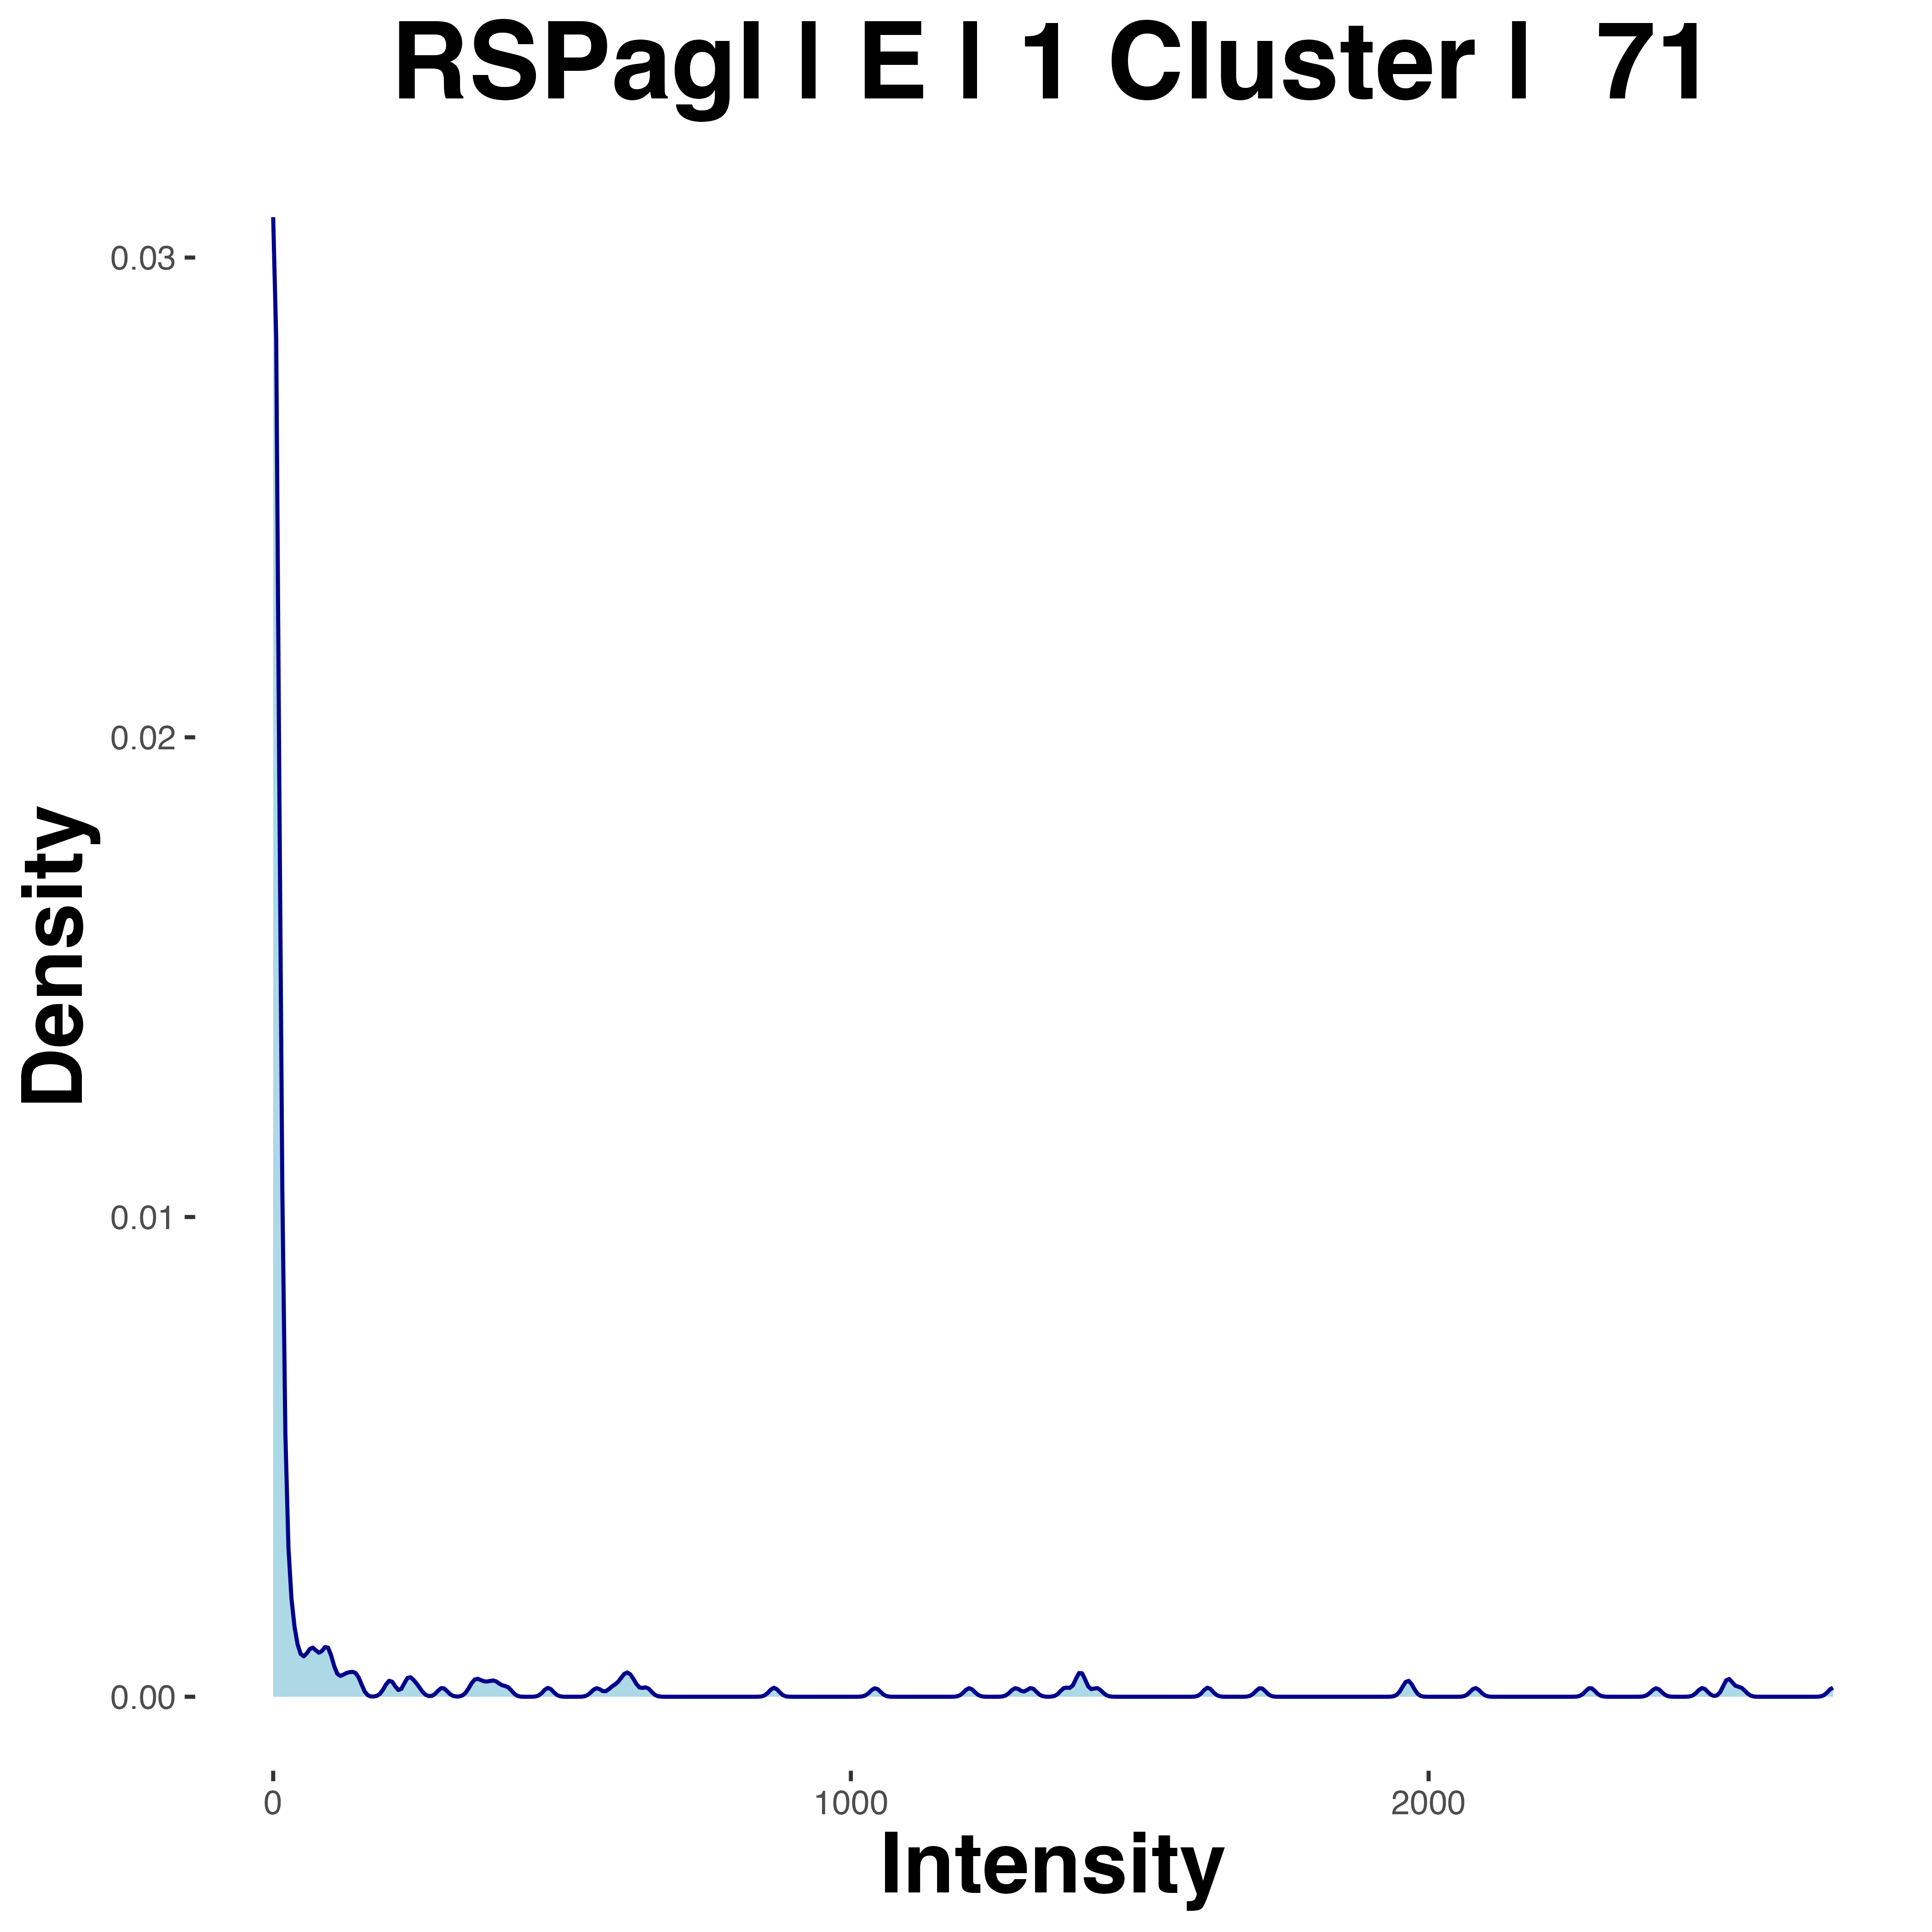 RSPagl | E | 1 Cluster | 71
0.03
0.02
0.01
0.00
Density
0 1000 2000
Intensity